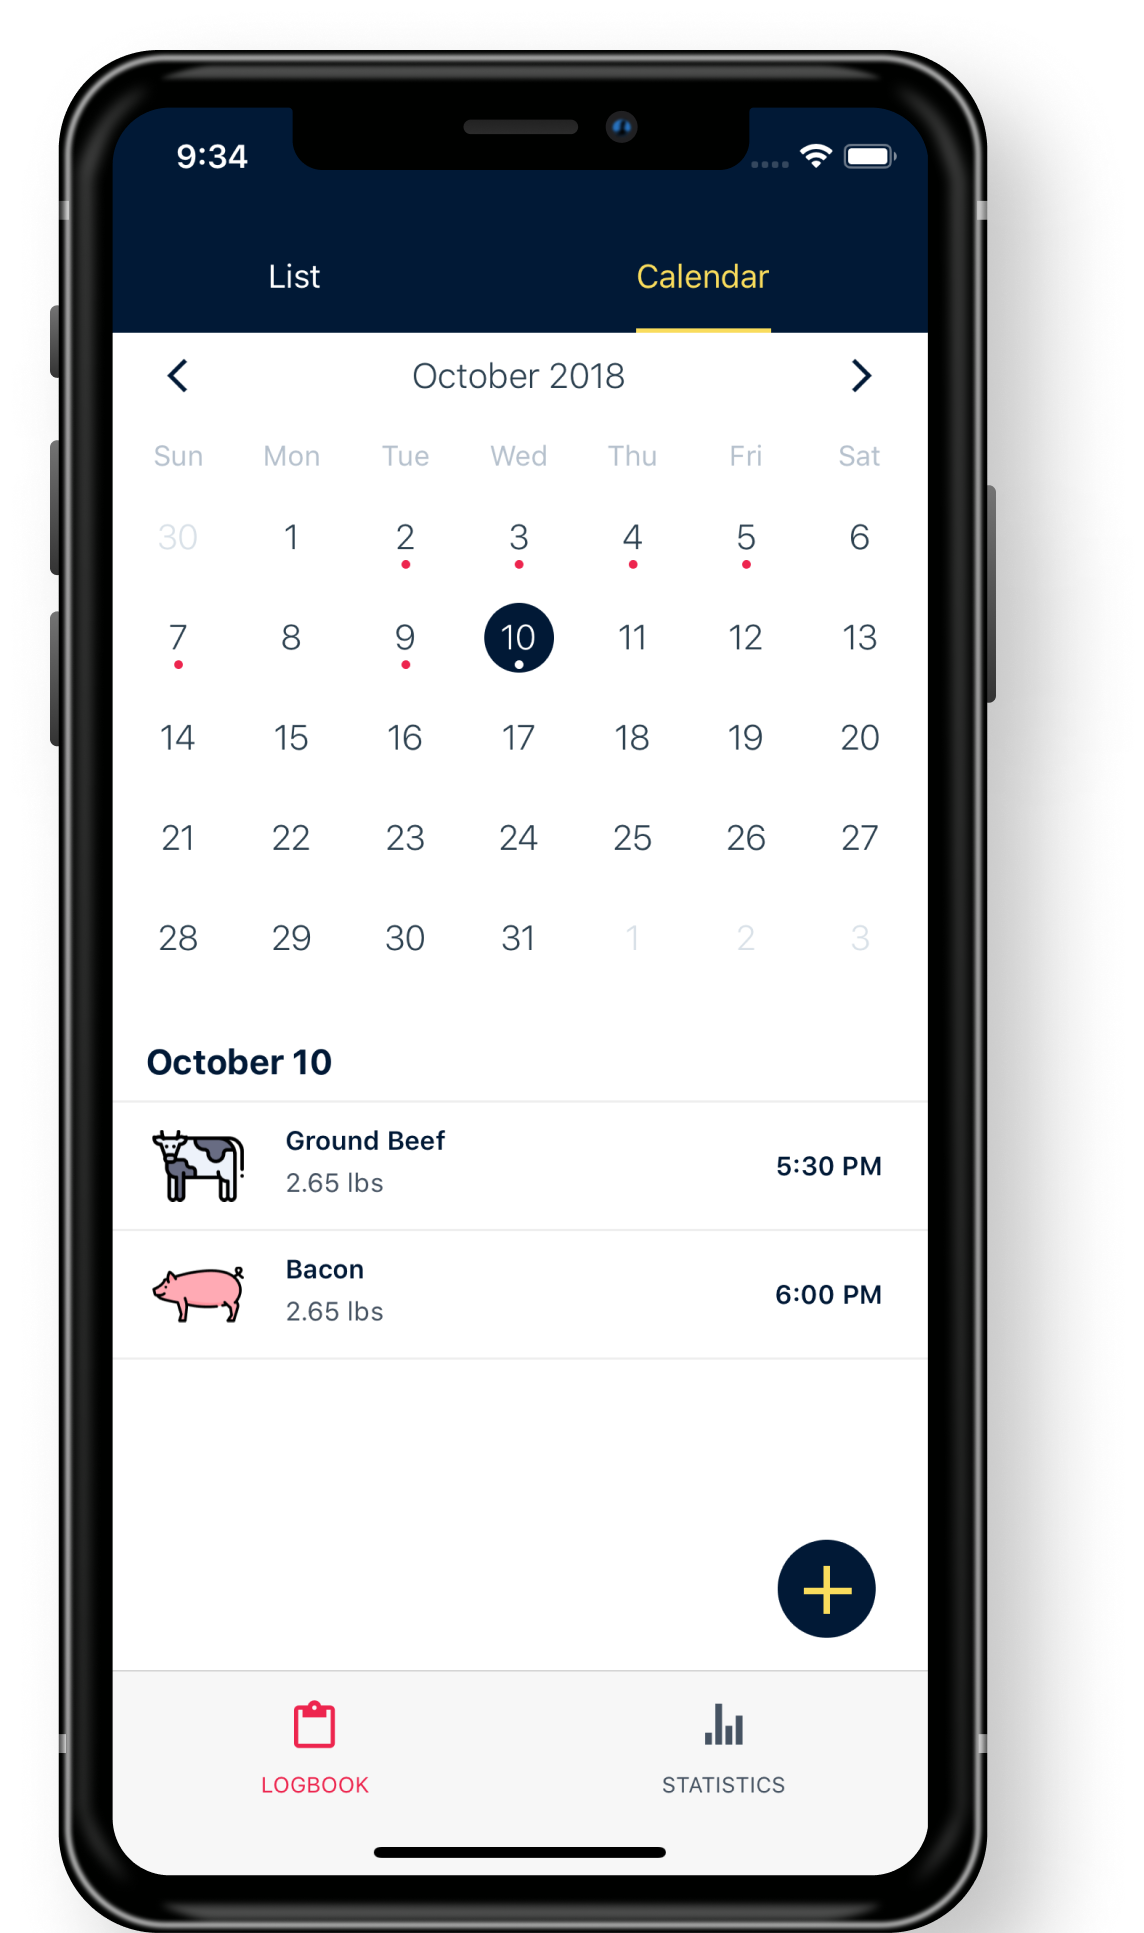 9:34
List Calendar
October 2018
Sun Mon Tue Wed Thu Fri Sat
30 1 2 3 4 5 6
7 8 9 10 11 12 13
14 15 16 17 18 19 20
21 22 23 24 25 26 27
28 29 30 31 1 2 3
October 10
Ground Beef
2.65 lbs
5:30 PM
Bacon
2.65 lbs
6:00 PM
LOGBOOK STATISTICS